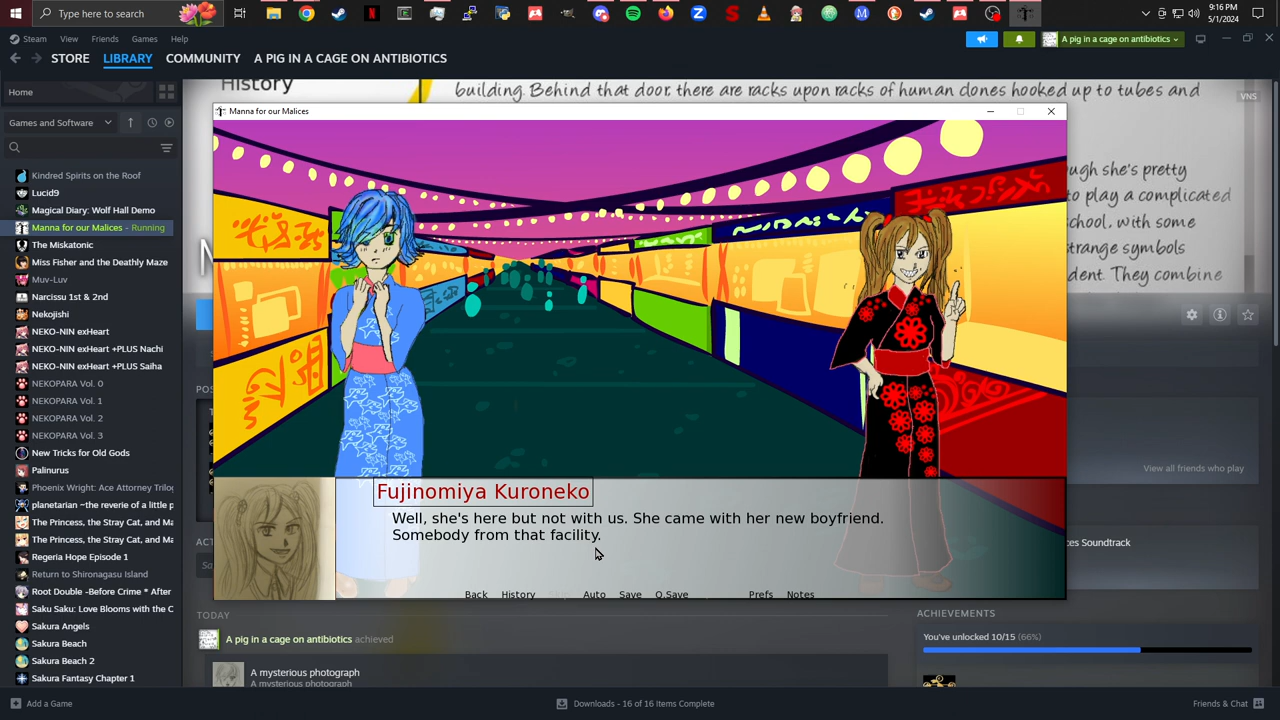 9:16 PM
5/1/2024
Steam View Friends Games Help
A pig in a cage on antibiotics
STORE LIBRARY COMMUNITY A PIG IN A CAGE ON ANTIBIOTICS
Home
History
building. Behind that door, there are racks upon racks of human clones hooked up to tubes and
VNS
Manna for our Malices
Games and Software
ugh she's pretty
to play a complicated
school, with some
strange symbols
dent. They combine
Kindred Spirits on the Roof
Lucid9
Magical Diary: Wolf Hall Demo
Manna for our Malices - Running
The Miskatonic
Miss Fisher and the Deathly Maze
Muv-Luv
Narcissu 1st & 2nd
Nekojishi
NEKO-NIN exHeart
NEKO-NIN exHeart +PLUS Nachi
NEKO-NIN exHeart +PLUS Saiha
NEKOPARA Vol. 0
NEKOPARA Vol. 1
NEKOPARA Vol. 2
NEKOPARA Vol. 3
New Tricks for Old Gods
Palinurus
Phoenix Wright: Ace Attorney Trilog
planetarian ~the reverie of a little p
The Princess, the Stray Cat, and Ma
The Princess, the Stray Cat, and Ma
Regeria Hope Episode 1
Return to Shironagasu Island
Root Double -Before Crime * After
Saku Saku: Love Blooms with the C
Sakura Angels
Sakura Beach
Sakura Beach 2
Sakura Fantasy Chapter 1
View all friends who play
Fujinomiya Kuroneko
Well, she's here but not with us. She came with her new boyfriend.
Somebody from that facility.
Back History Auto Save Q.Save Prefs Notes
ces Soundtrack
TODAY
A pig in a cage on antibiotics achieved
A mysterious photograph
A mysterious photograph
ACHIEVEMENTS
You've unlocked 10/15 (66%)
Add a Game
Downloads - 16 of 16 Items Complete
Friends & Chat